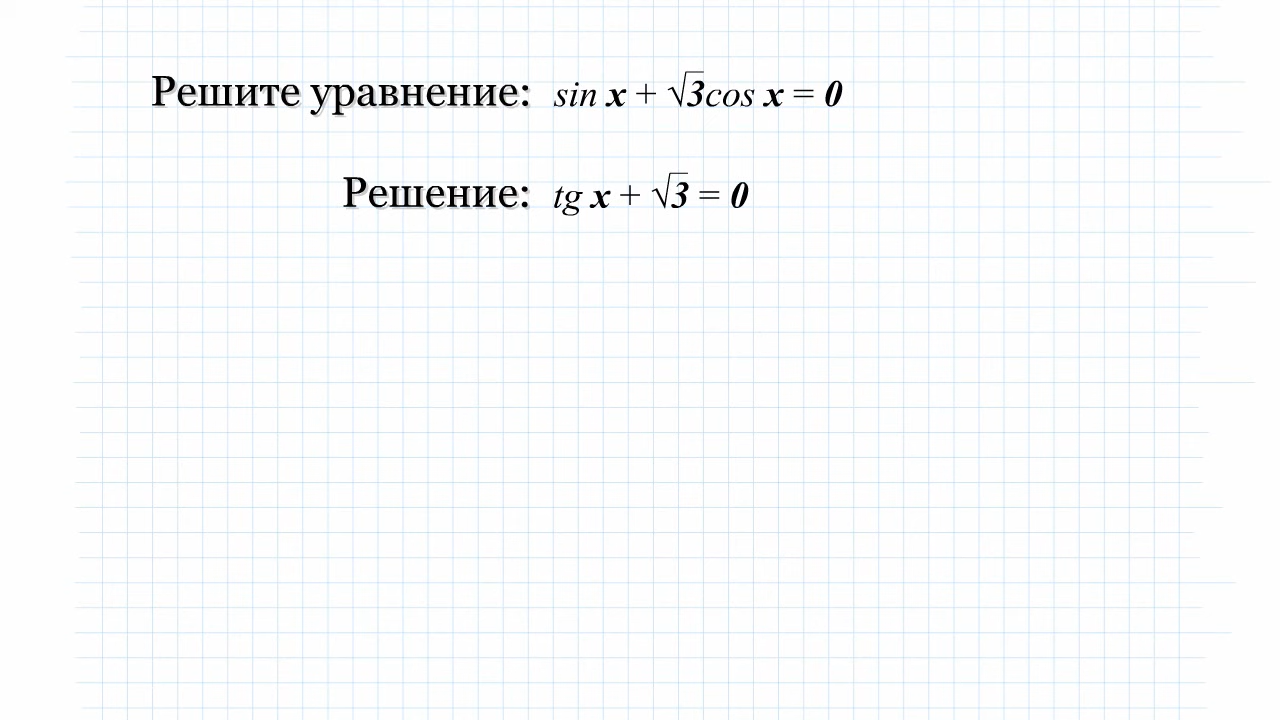 Решите уравнение: sin x + √3cos x = 0
Решение: tg x + √3 = 0